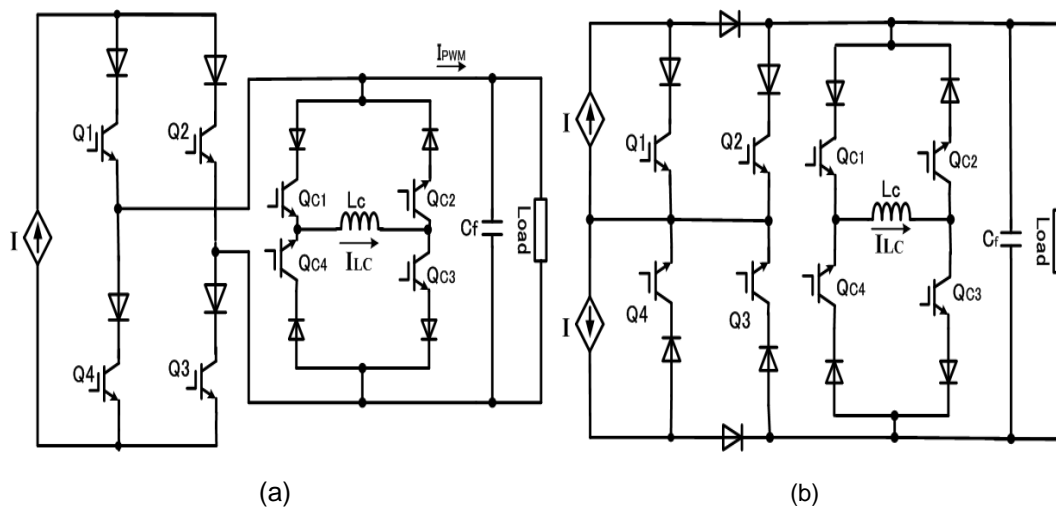 I
Q1
Q2
Q4
Q3
IPWM
QC1
QC2
Lc
ILC
QC4
QC3
Cf
Load
(a)
I
I
Q1
Q2
Q4
Q3
QC1
QC2
Lc
ILC
QC4
QC3
Cf
Load
(b)